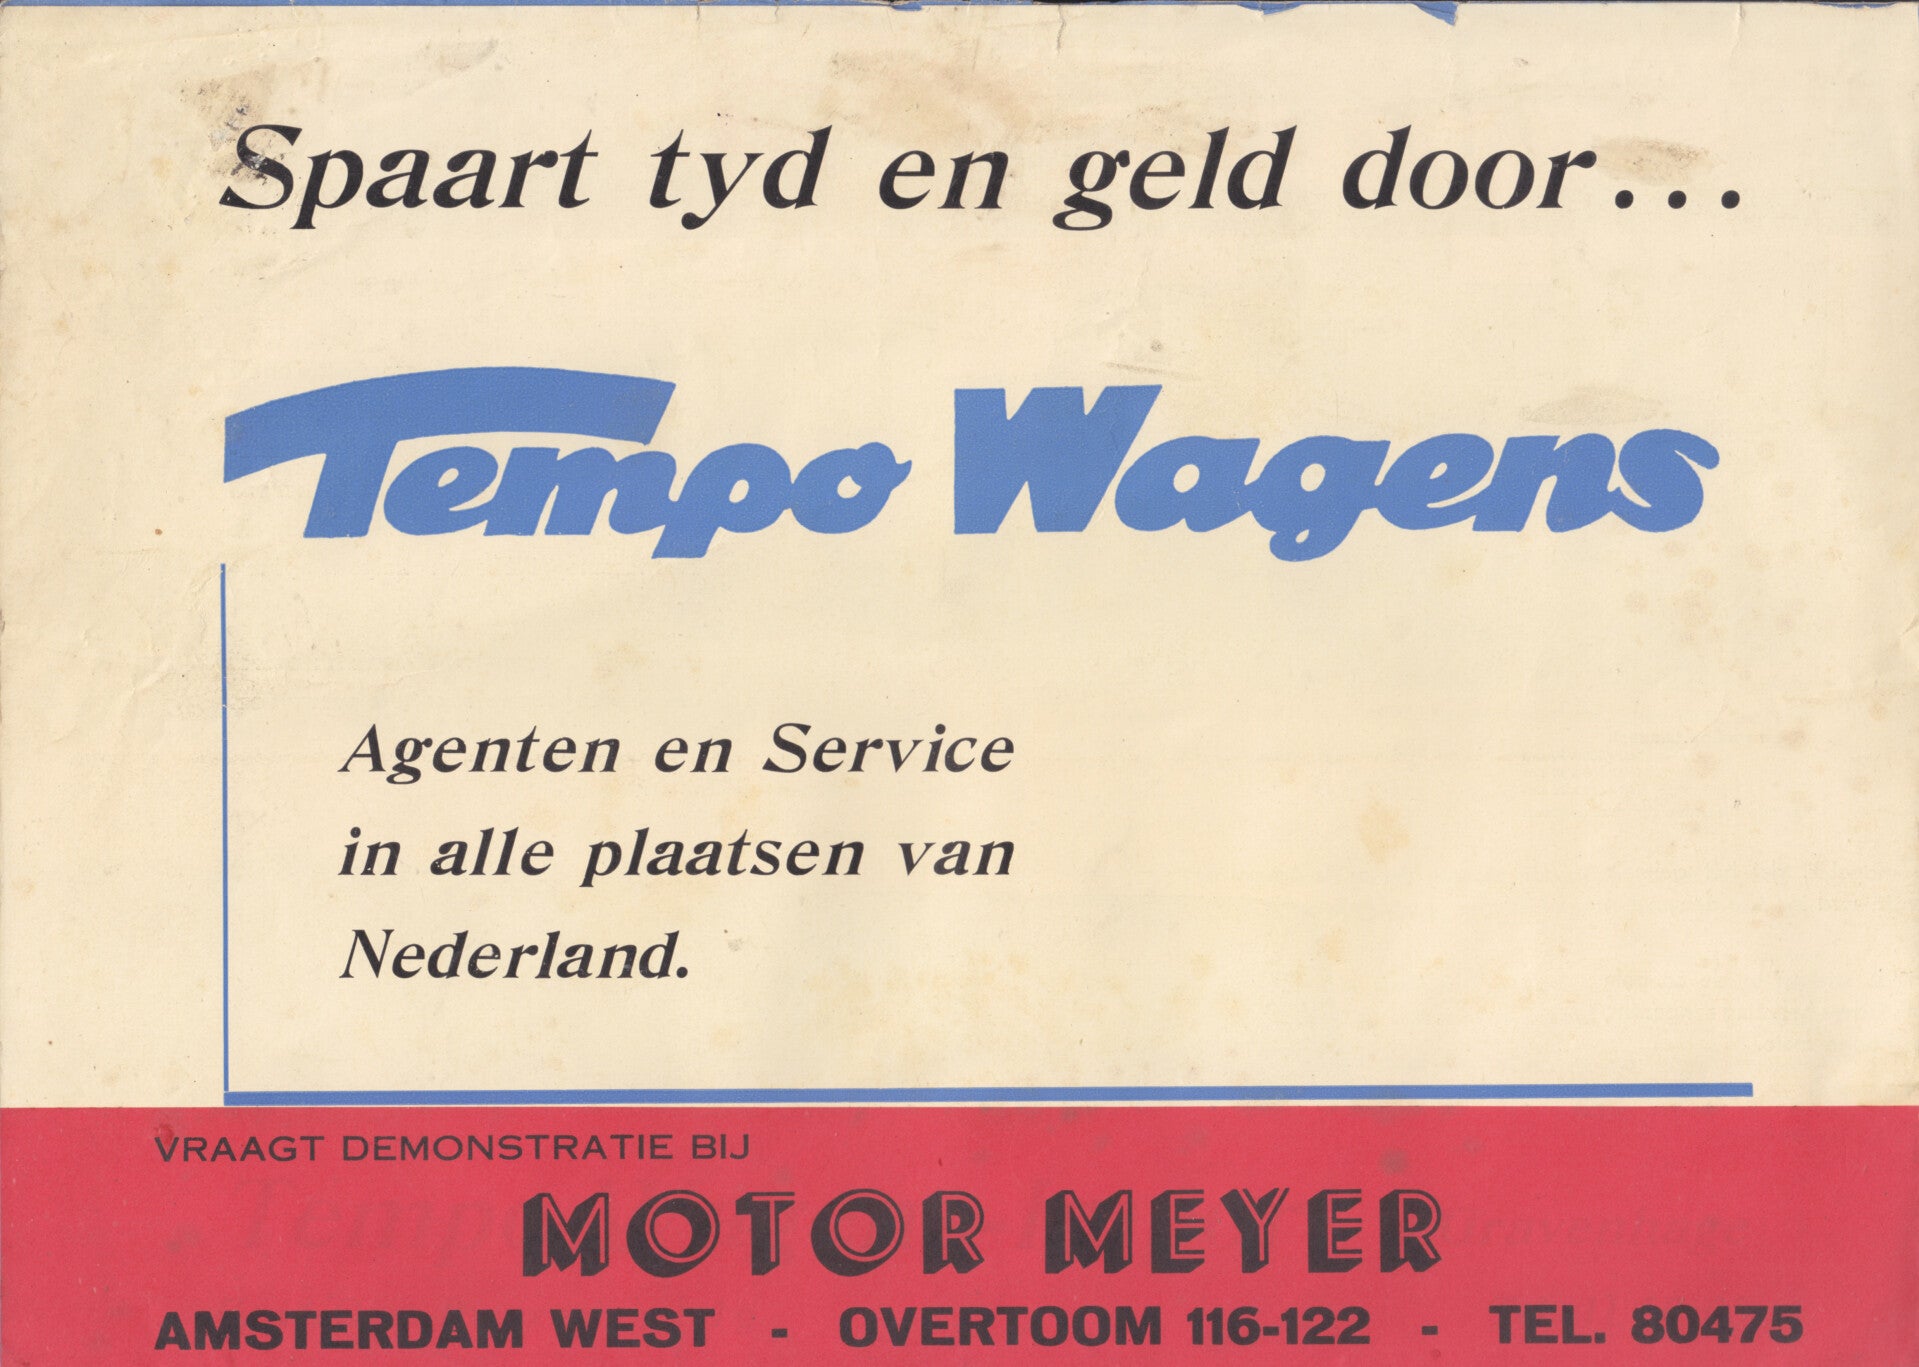 Spaart tyd en geld door...
Tempo Wagens
Agenten en Service
in alle plaatsen van
Nederland.
VRAAGT DEMONSTRATIE BIJ
MOTOR MEYER
AMSTERDAM WEST - OVERTOOM 116-122 - TEL. 80475